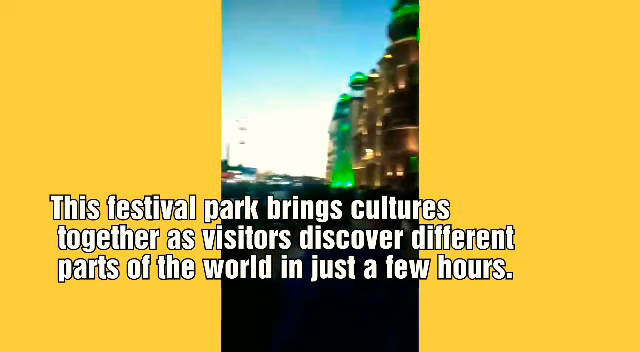 This festival park brings cultures
together as visitors discover different
parts of the world in just a few hours.